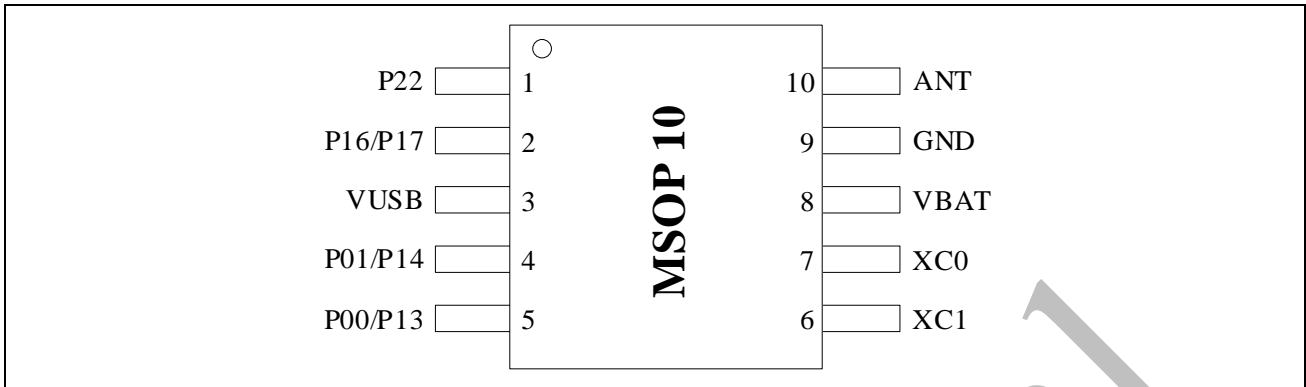 P22 1 10 ANT
P16/P17 2 9 GND
VUSB 3 8 VBAT
P01/P14 4 7 XC0
P00/P13 5 6 XC1
MSOP 10